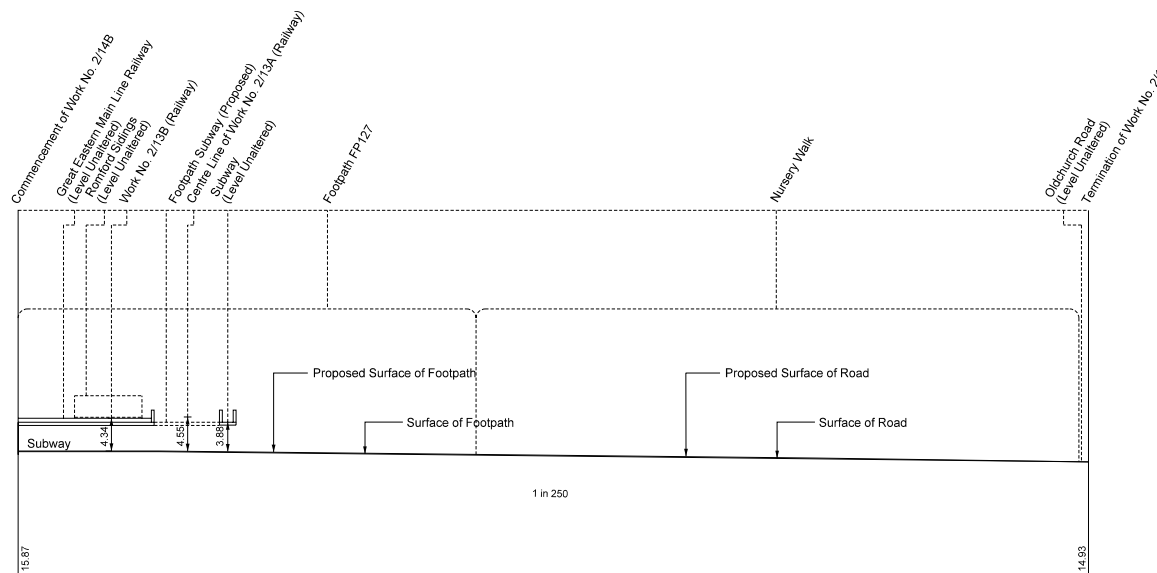 Commencement of Work No. 2/14B
Great Eastern Main Line Railway
(Level Unaltered)
Romford Sidings
(Level Unaltered)
Work No. 2/13B (Railway)
Footpath Subway (Proposed)
Centre Line of Work No. 2/13A (Railway)
Subway
(Level Unaltered)
Footpath FP127
Nursery Walk
Oldchurch Road
(Level Unaltered)
Termination of Work No. 2/1
Proposed Surface of Footpath
Proposed Surface of Road
Surface of Footpath
Surface of Road
4.34
4.55
3.88
Subway
1 in 250
15.87
14.93